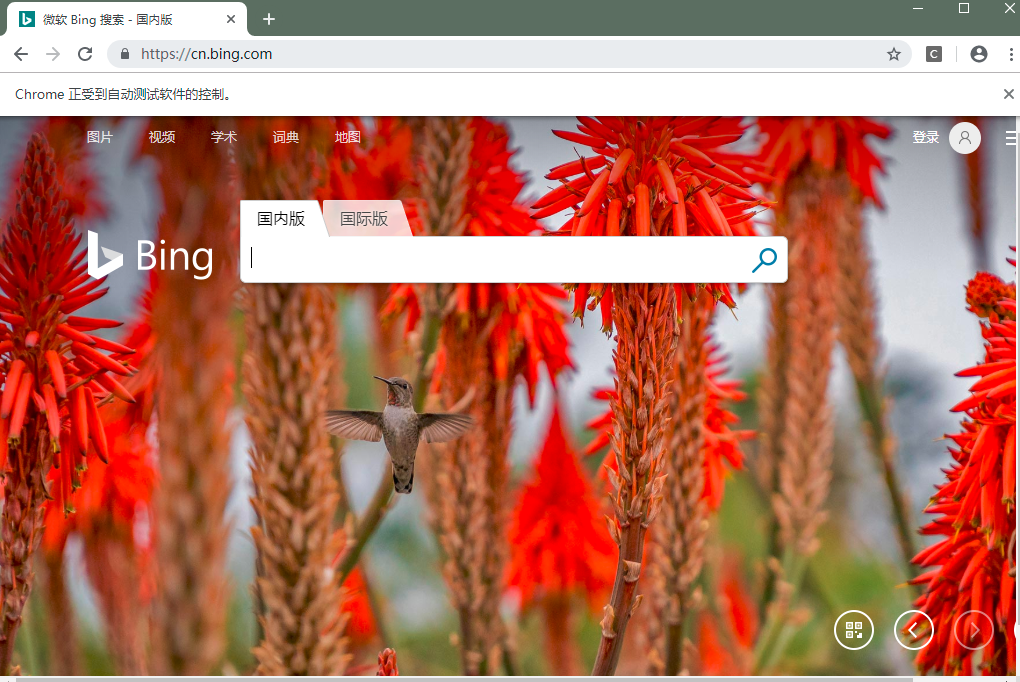 微软 Bing 搜索 - 国内版
https://cn.bing.com
C
Chrome 正受到自动测试软件的控制。
图片 视频 学术 词典 地图 登录
国内版 国际版
Bing